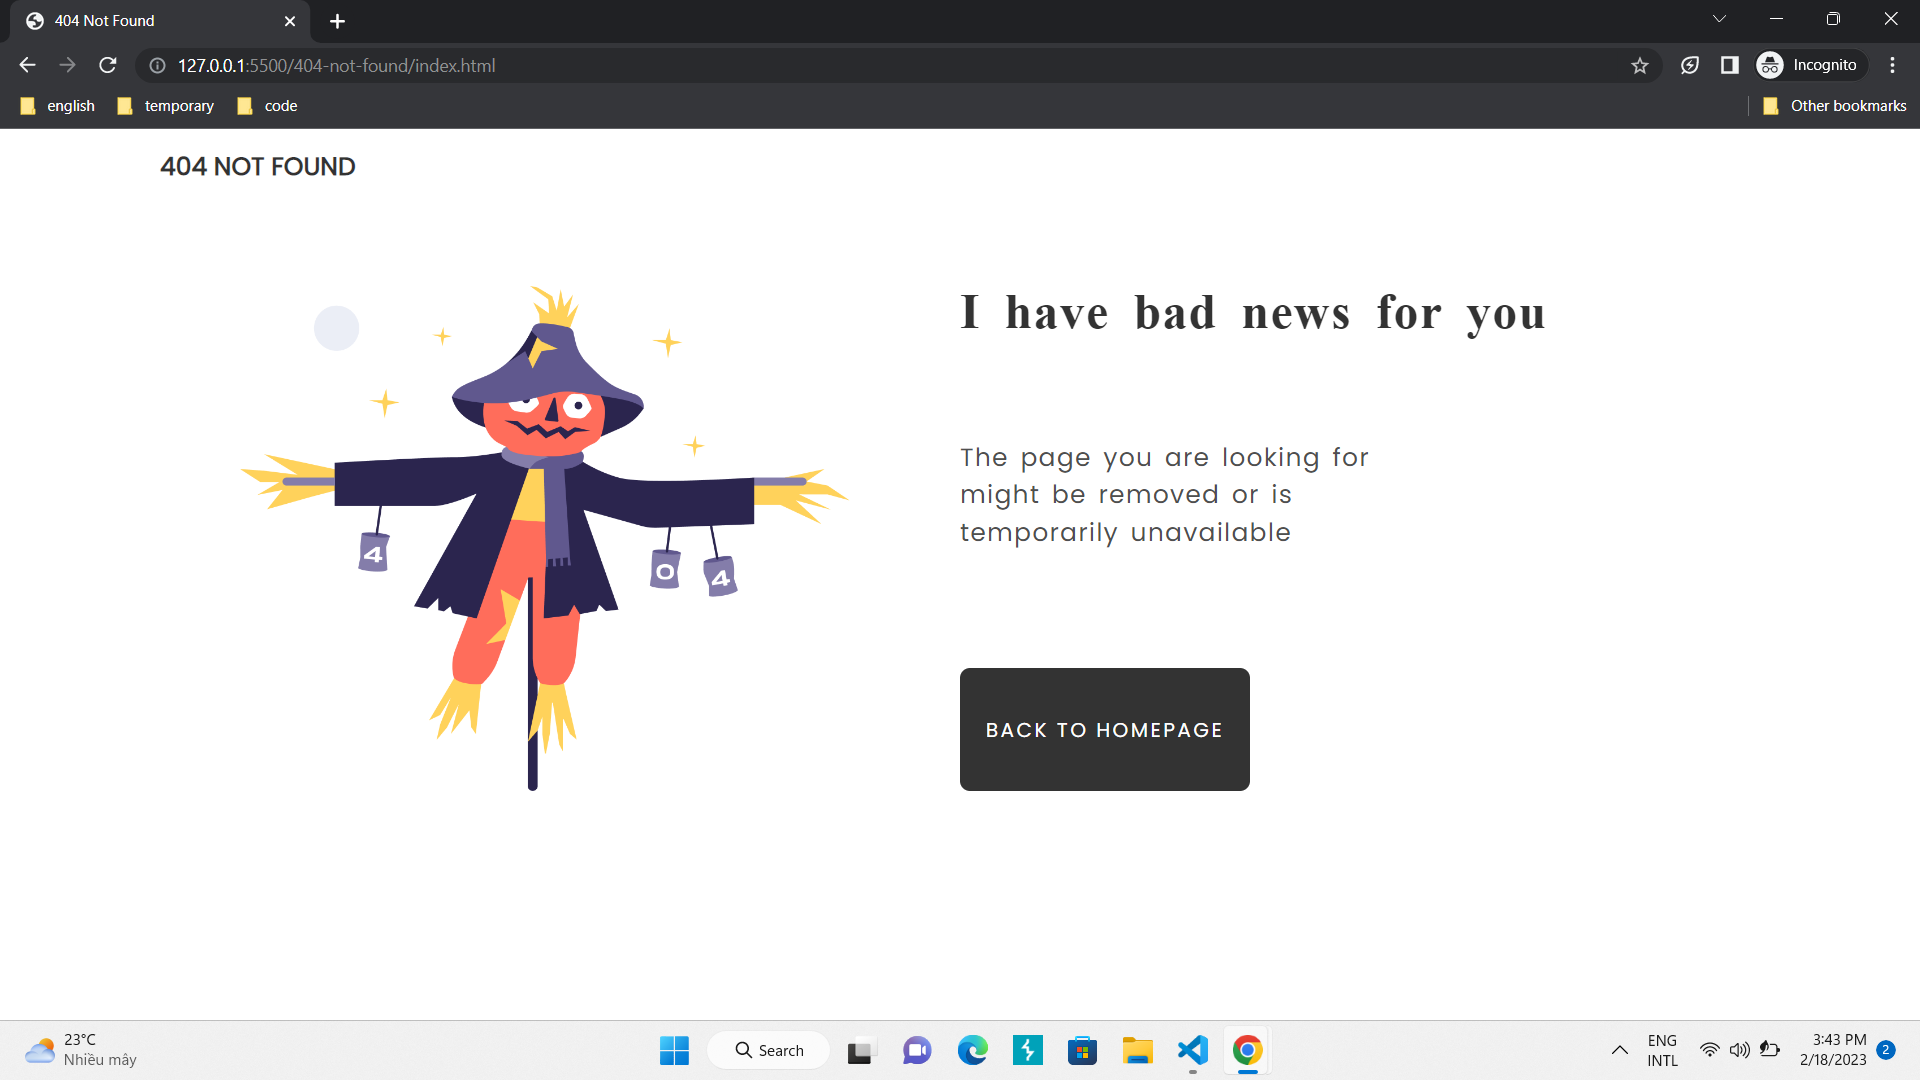 404 Not Found
127.0.0.1:5500/404-not-found/index.html
Incognito
english
temporary
code
Other bookmarks
404 NOT FOUND
I have bad news for you
The page you are looking for
might be removed or is
temporarily unavailable
4
0
4
BACK TO HOMEPAGE
23°C
Nhiều mây
Search
ENG
INTL
3:43 PM
2/18/2023
2